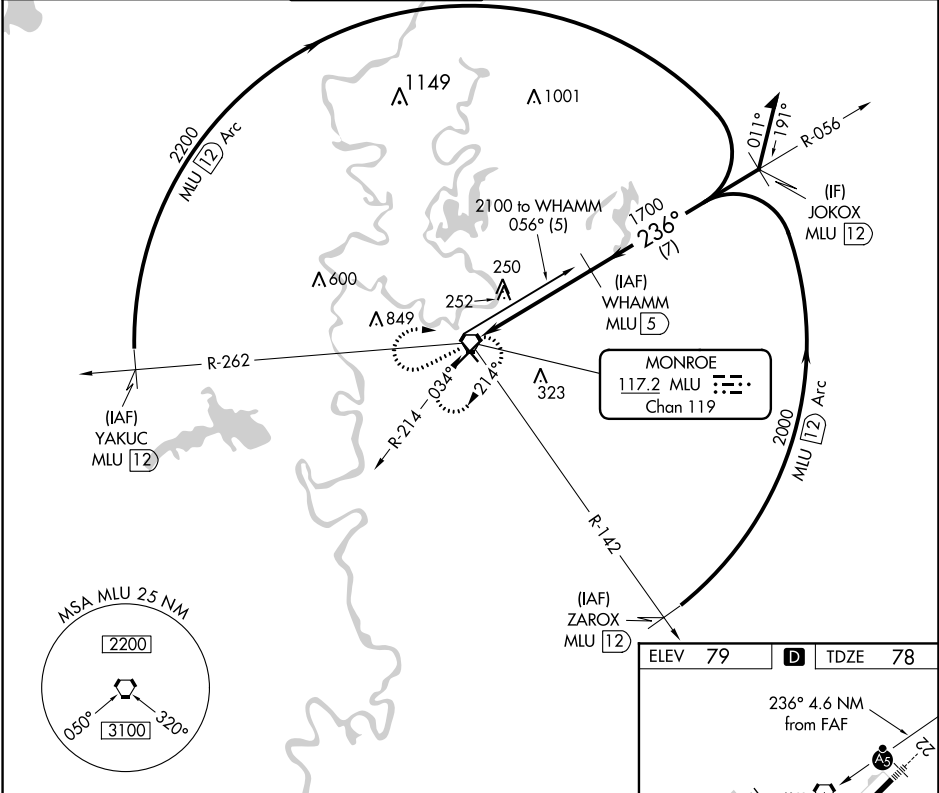 1149
1001
2200
MLU 12 Arc
011°
191°
R-056
(IF)
JOKOX
MLU 12
2100 to WHAMM
056° (5)
1700
236°
(7)
(IAF)
WHAMM
MLU 5
600
250
252
849
R-262
MONROE
117.2 MLU
Chan 119
323
R-214
034°
214°
(IAF)
YAKUC
MLU 12
2000
MLU 12 Arc
R-142
(IAF)
ZAROX
MLU 12
MSA MLU 25 NM
2200
050°
320°
3100
ELEV 79
D
TDZE 78
236° 4.6 NM
from FAF
22
A5